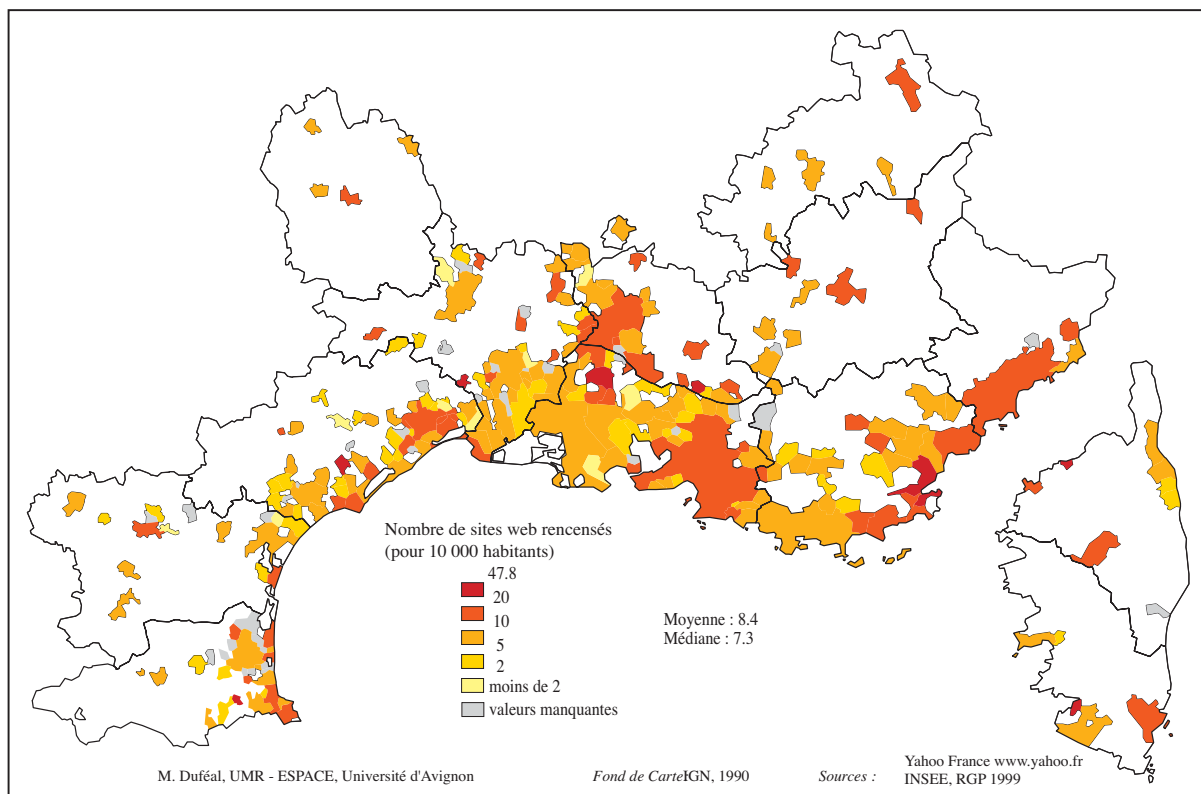 Nombre de sites web rencensés
(pour 10 000 habitants)
47.8
20
10
5
2
moins de 2
valeurs manquantes
Moyenne : 8.4
Médiane : 7.3
M. Duféal, UMR - ESPACE, Université d'Avignon
Fond de CarteIGN, 1990
Sources :
Yahoo France www.yahoo.fr
INSEE, RGP 1999